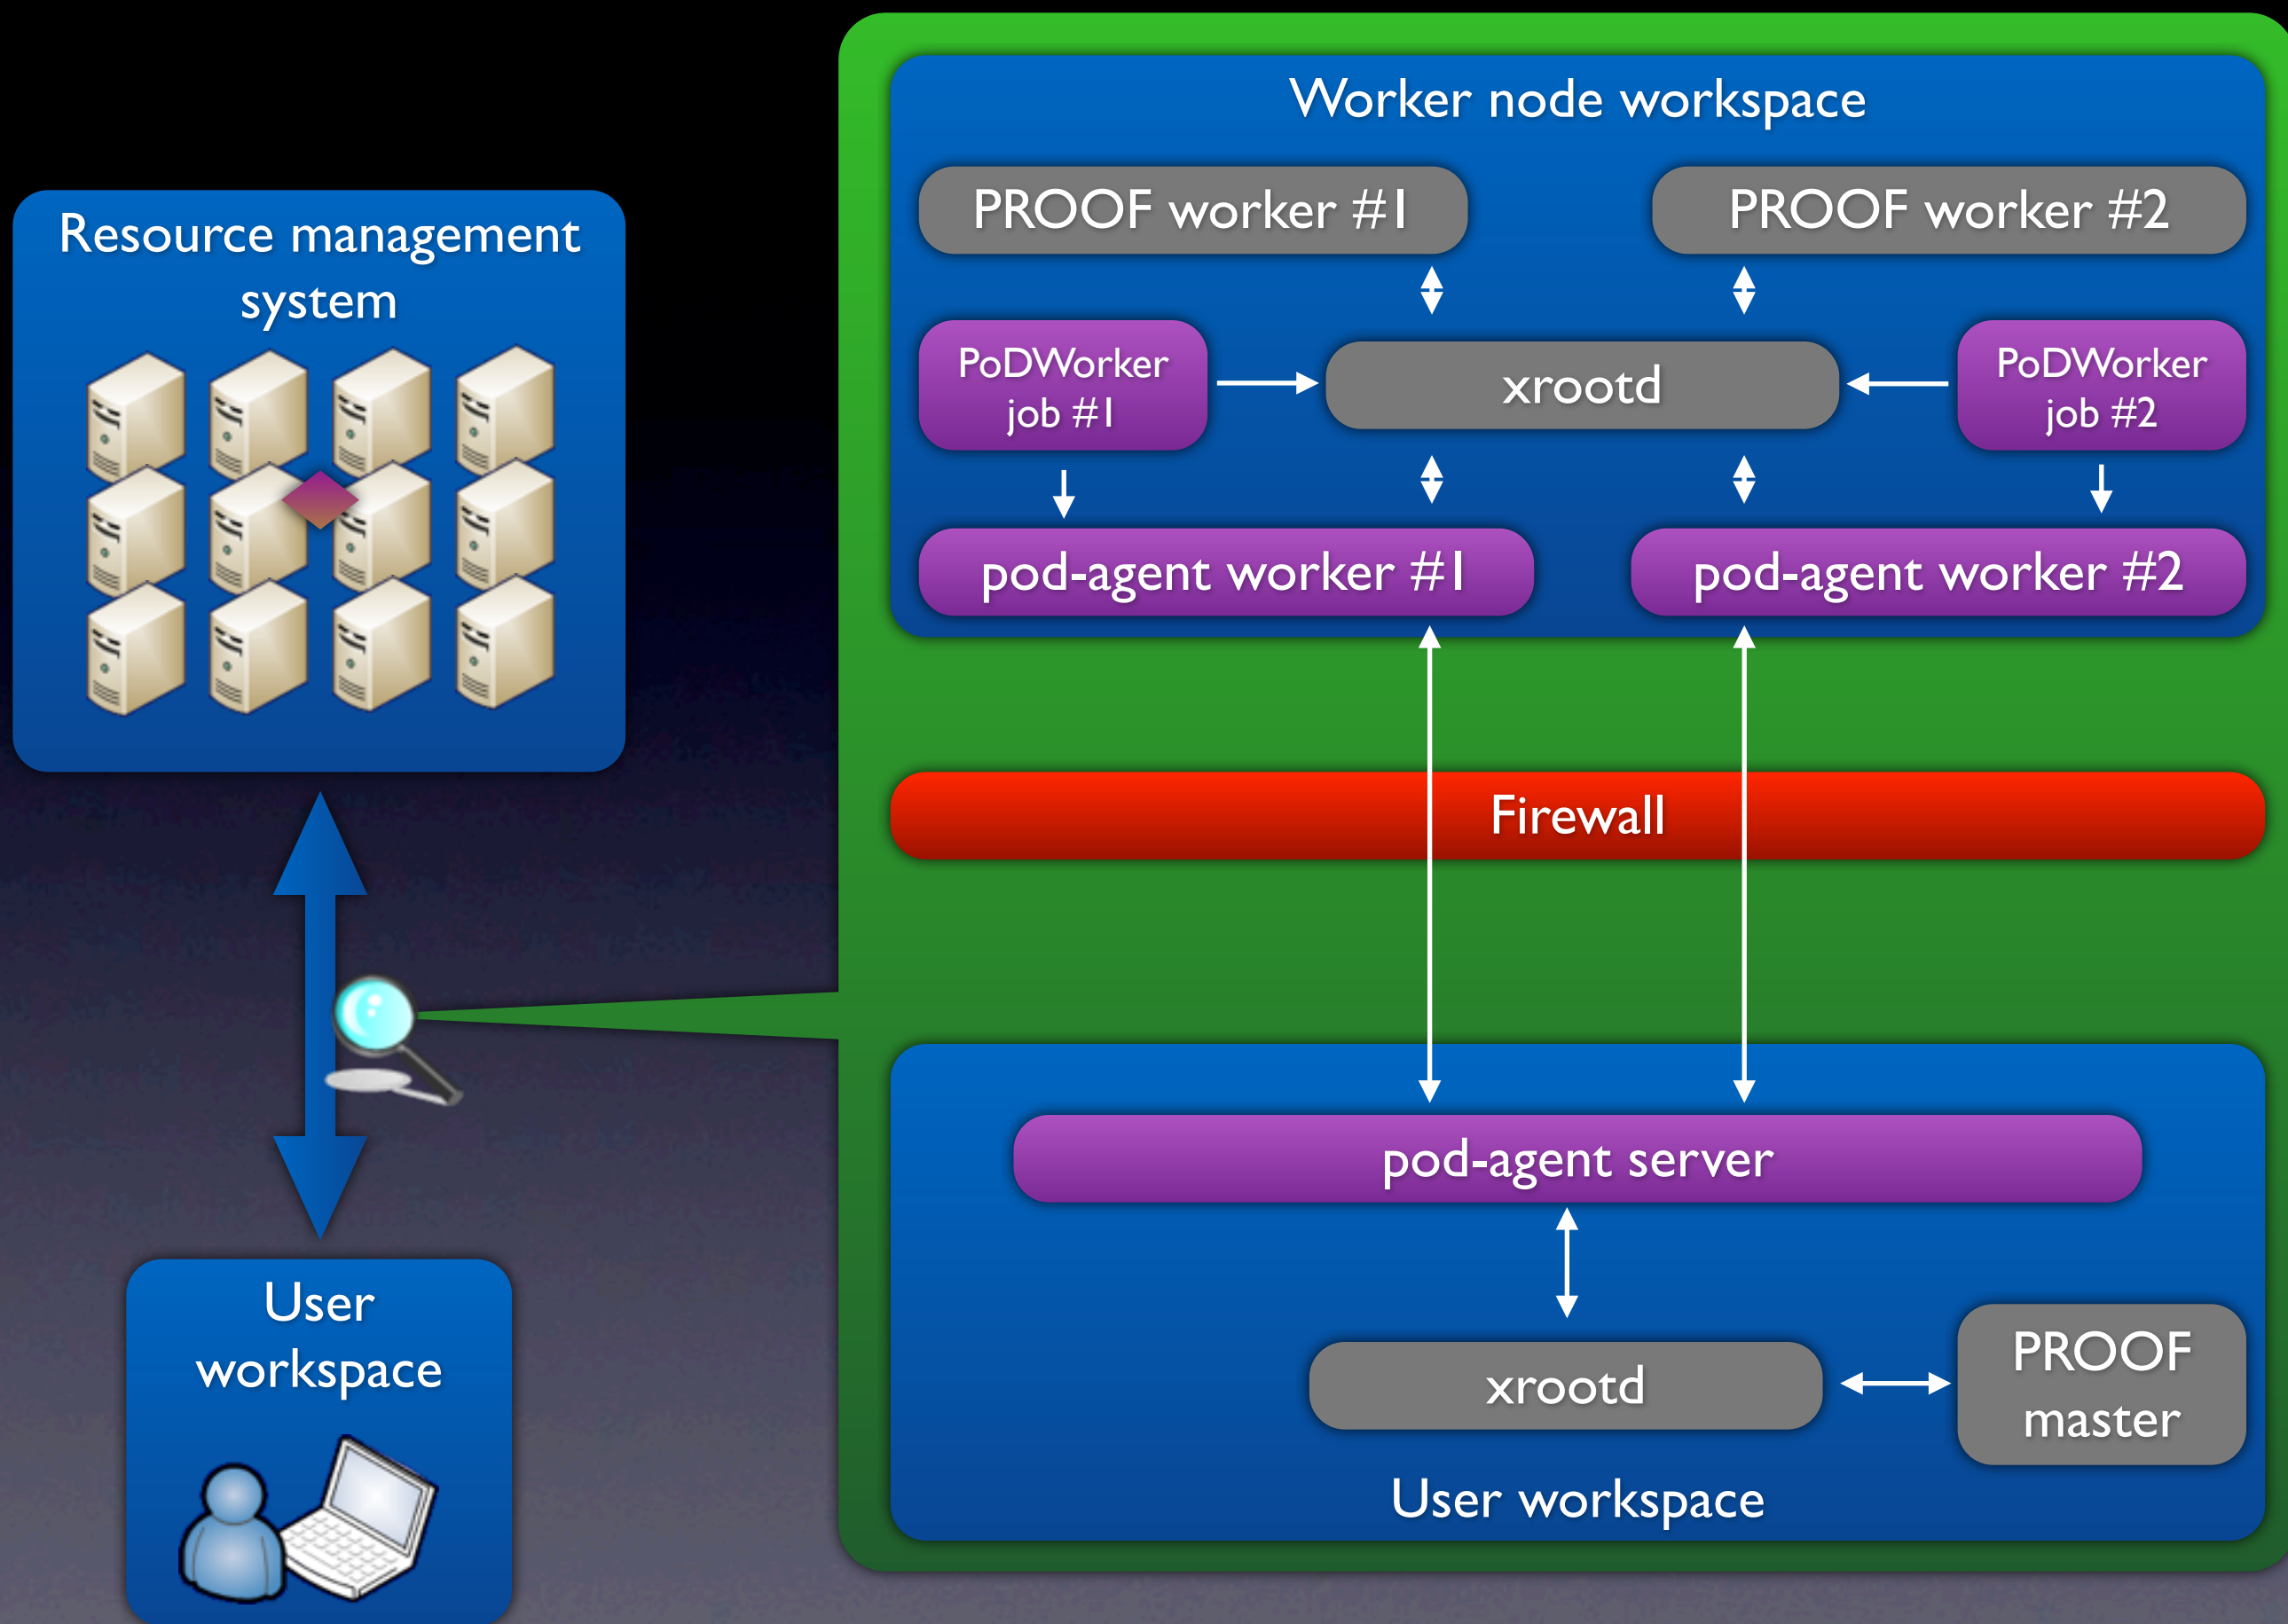 Resource management
system
User
workspace
Worker node workspace
PROOF worker #1
PROOF worker #2
PoDWorker
job #1
xrootd
PoDWorker
job #2
pod-agent worker #1
pod-agent worker #2
Firewall
pod-agent server
xrootd
PROOF
master
User workspace